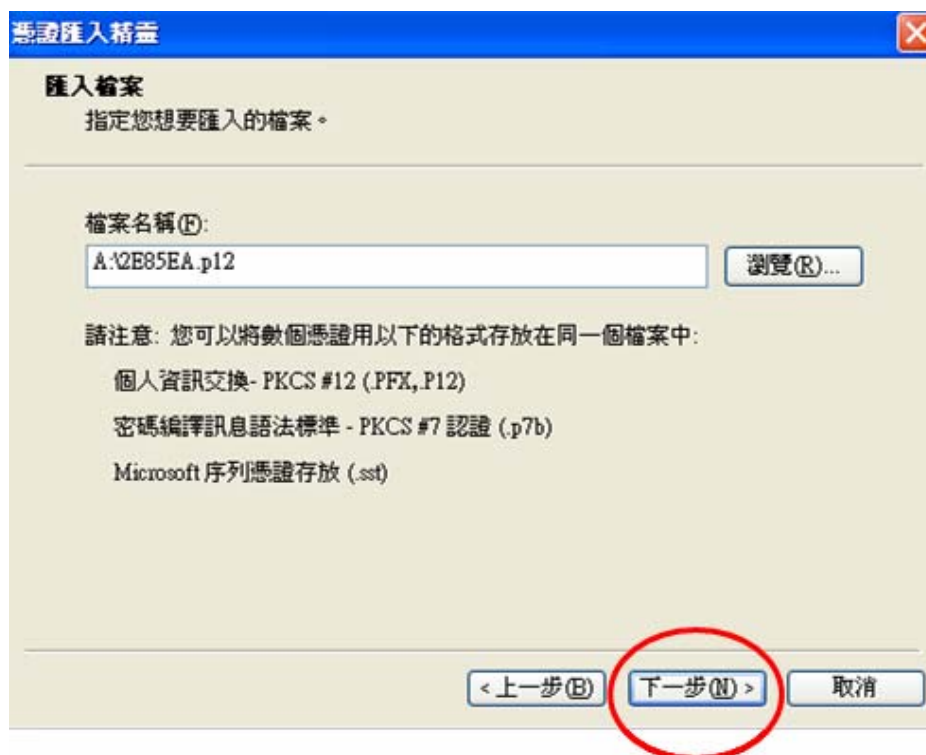 憑證匯入精靈
匯入檔案
指定您想要匯入的檔案。
檔案名稱(F):
A:\2E85EA.p12
瀏覽(R)...
請注意: 您可以將數個憑證用以下的格式存放在同一個檔案中:
個人資訊交換- PKCS #12 (.PFX,.P12)
密碼編譯訊息語法標準 - PKCS #7 認證 (.p7b)
Microsoft 序列憑證存放 (.sst)
<上一步(B)
下一步(N) >
取消